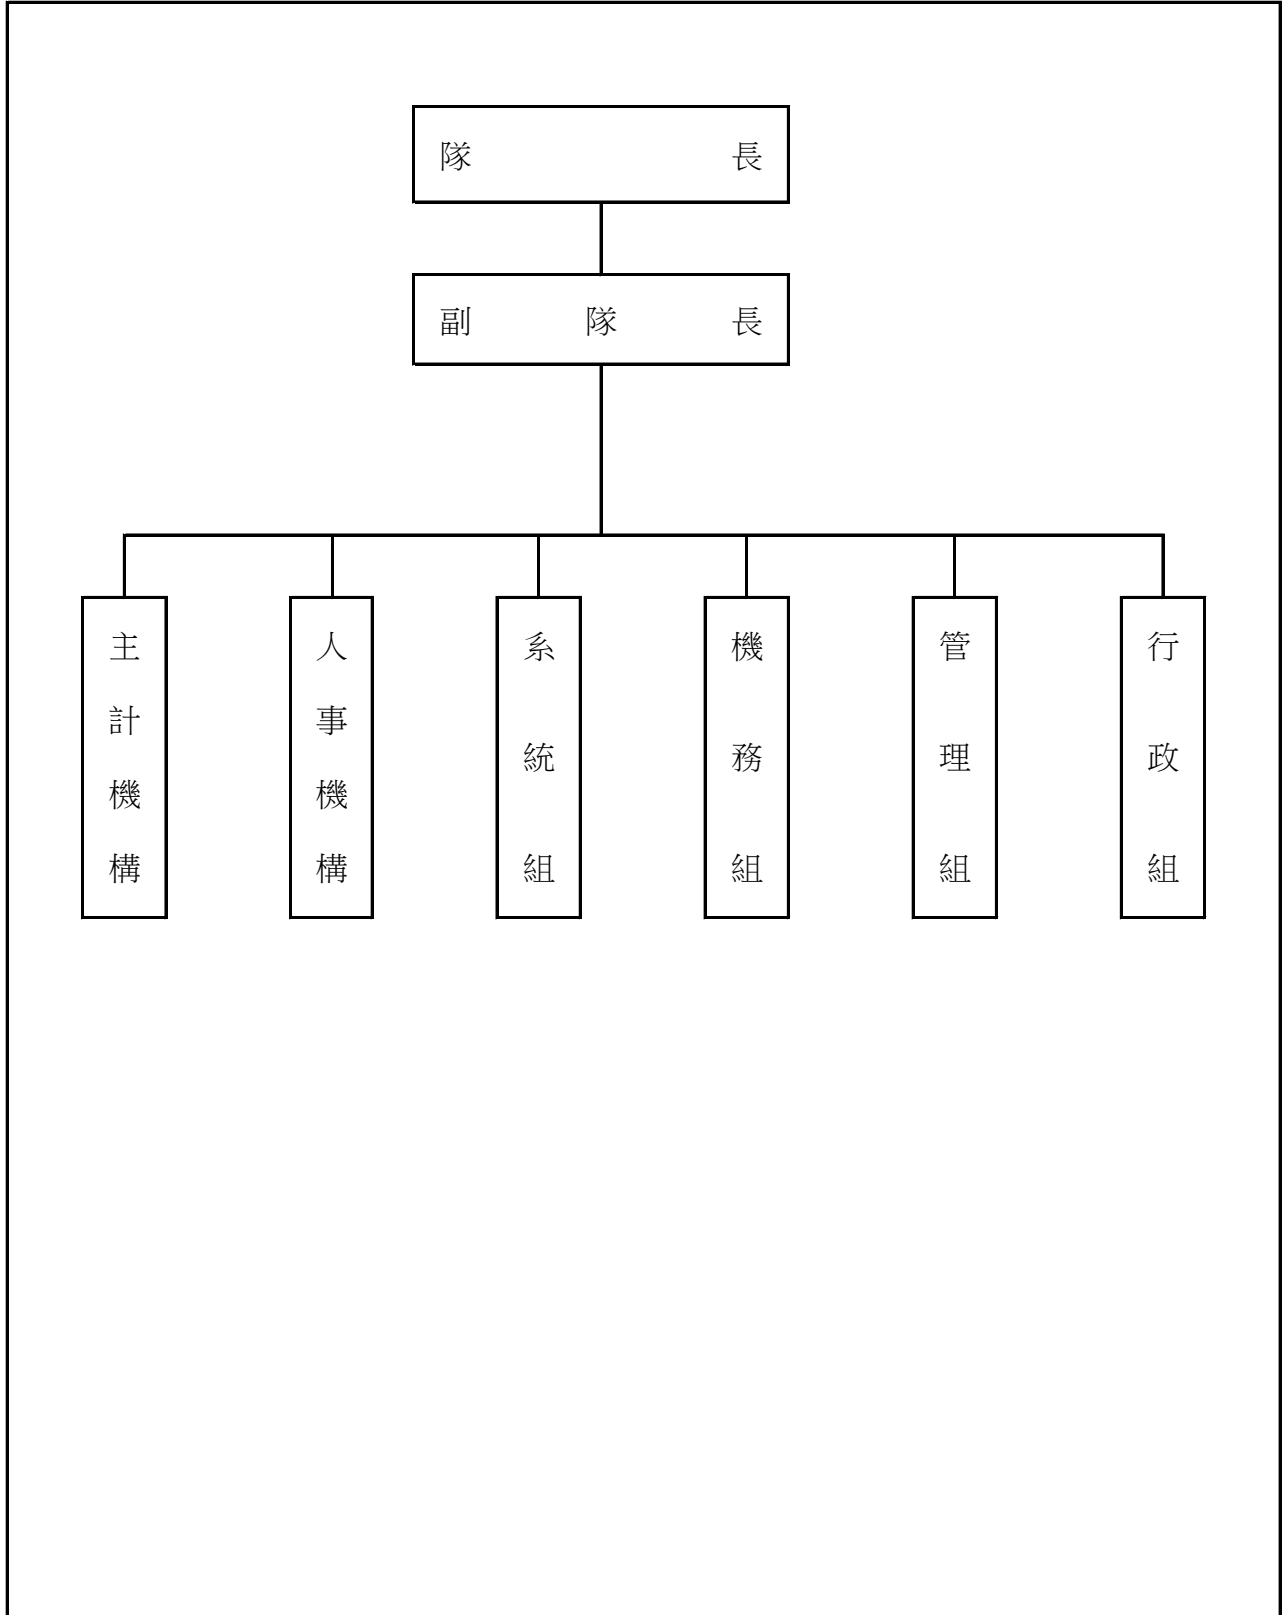 隊長
副隊長
主計機構
人事機構
系統組
機務組
管理組
行政組